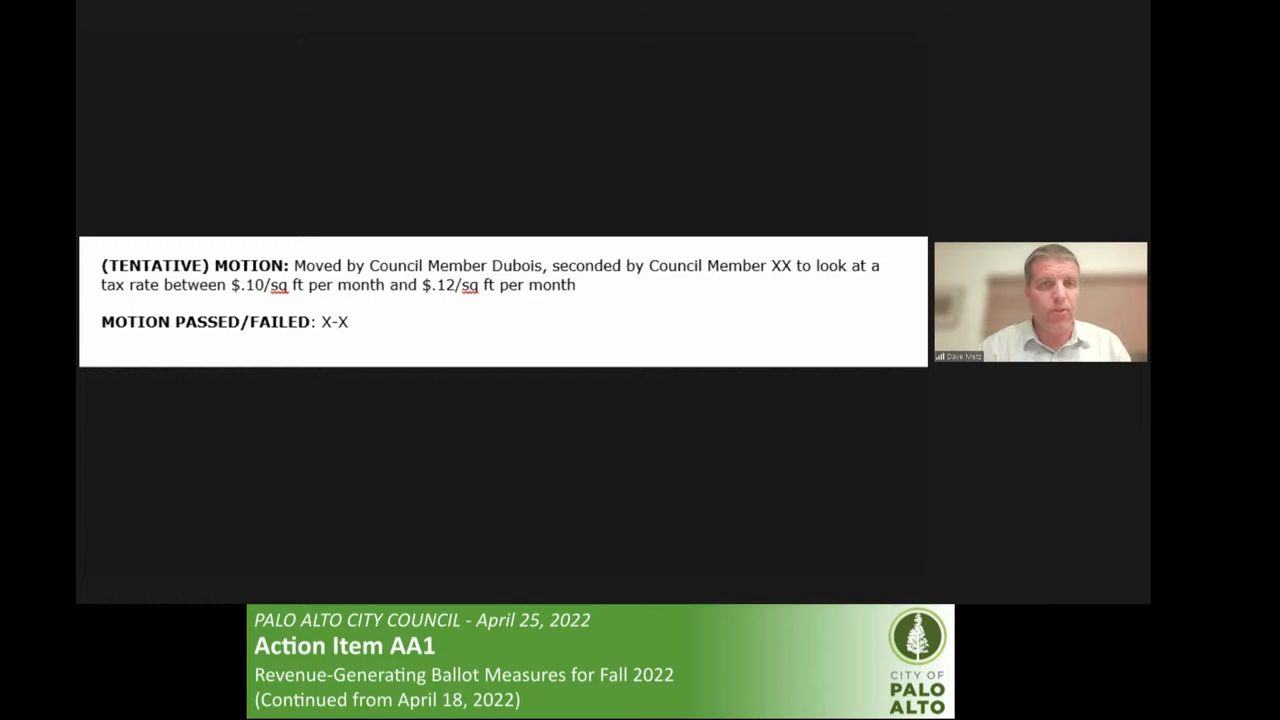 (TENTATIVE) MOTION: Moved by Council Member Dubois, seconded by Council Member XX to look at a
tax rate between $.10/sq ft per month and $.12/sq ft per month
MOTION PASSED/FAILED: X-X
Dave Metz
PALO ALTO CITY COUNCIL - April 25, 2022
Action Item AA1
Revenue-Generating Ballot Measures for Fall 2022
(Continued from April 18, 2022)
CITY OF
PALO
ALTO